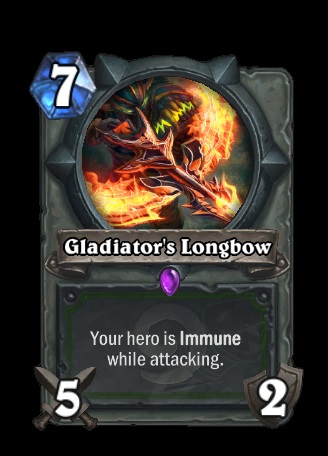 7
Gladiator's Longbow
Your hero is Immune
while attacking.
5
2